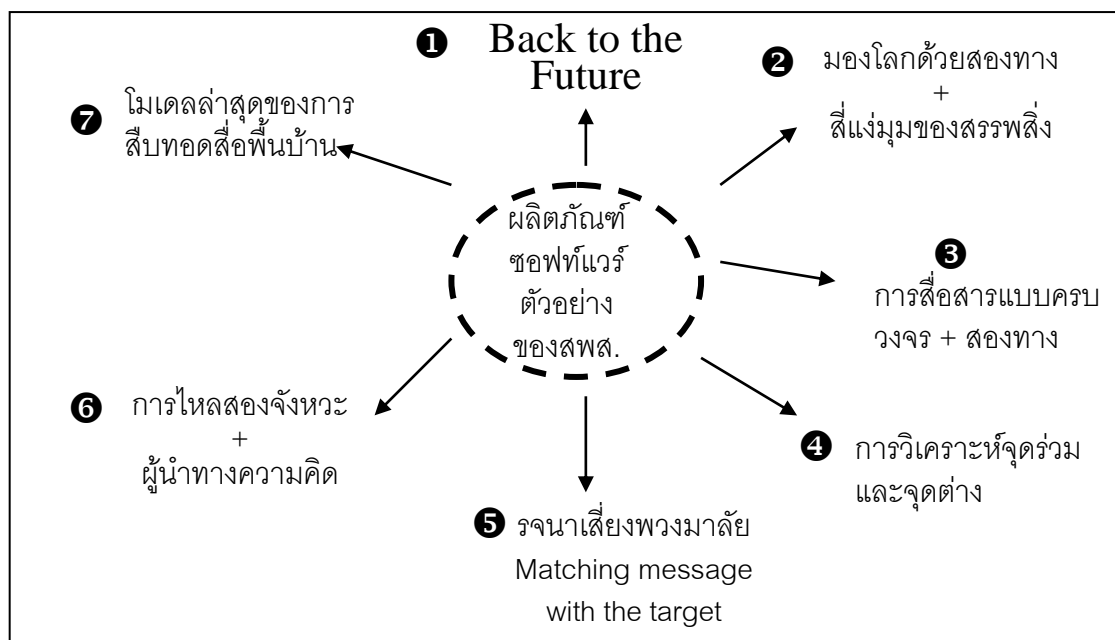 ❶ Back to the
Future
❷ มองโลกด้วยสองทาง
+
สี่แง่มุมของสรรพสิ่ง
❸
การสื่อสารแบบครบ
วงจร + สองทาง
❹ การวิเคราะห์จุดร่วม
และจุดต่าง
❺ รจนาเสี่ยงพวงมาลัย
Matching message
with the target
❻ การไหลสองจังหวะ
+
ผู้นำทางความคิด
❼ โมเดลล่าสุดของการ
สืบทอดสื่อพื้นบ้าน
ผลิตภัณฑ์
ซอฟท์แวร์
ตัวอย่าง
ของสพส.